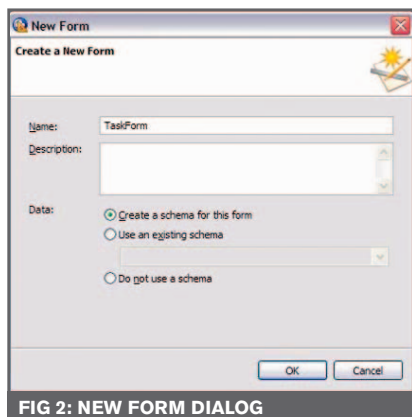 New Form
Create a New Form
Name: TaskForm
Description:
Data: Create a schema for this form
Use an existing schema
Do not use a schema
OK Cancel
FIG 2: NEW FORM DIALOG